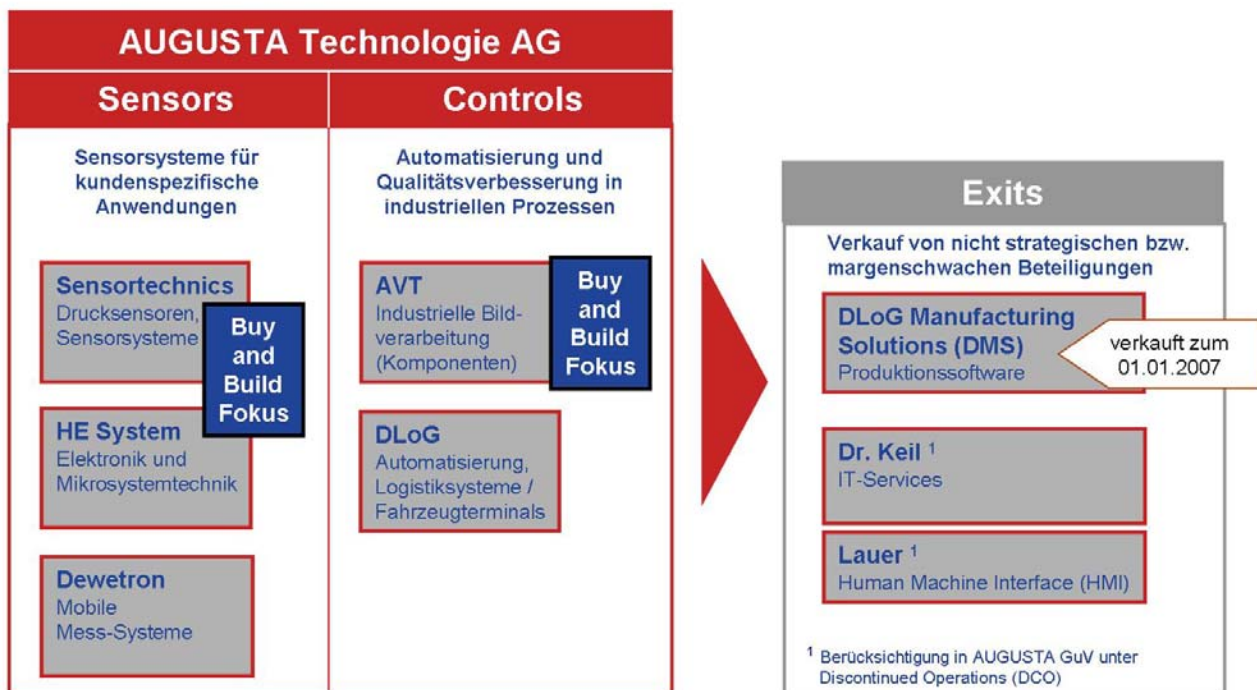 AUGUSTA Technologie AG
Sensors
Sensorsysteme für
kundenspezifische
Anwendungen
Sensortechnics
Drucksensoren,
Sensorsysteme
Buy
and
Build
Fokus
HE System
Elektronik und
Mikrosystemtechnik
Dewetron
Mobile
Mess-Systeme
Controls
Automatisierung und
Qualitätsverbesserung in
industriellen Prozessen
AVT
Industrielle Bild-
verarbeitung
(Komponenten)
Buy
and
Build
Fokus
DLoG
Automatisierung,
Logistiksysteme /
Fahrzeugterminals
Exits
Verkauf von nicht strategischen bzw.
margenschwachen Beteiligungen
DLoG Manufacturing
Solutions (DMS)
Produktionssoftware
verkauft zum
01.01.2007
Dr. Keil ¹
IT-Services
Lauer ¹
Human Machine Interface (HMI)
¹ Berücksichtigung in AUGUSTA GuV unter
Discontinued Operations (DCO)